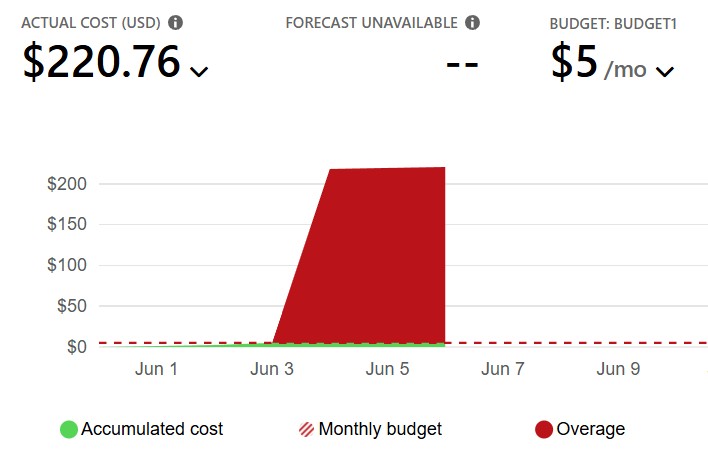 ACTUAL COST (USD)
FORECAST UNAVAILABLE
BUDGET: BUDGET1
$220.76
--
$5 /mo
$200
$150
$100
$50
$0
Jun 1 Jun 3 Jun 5 Jun 7 Jun 9
Accumulated cost Monthly budget Overage